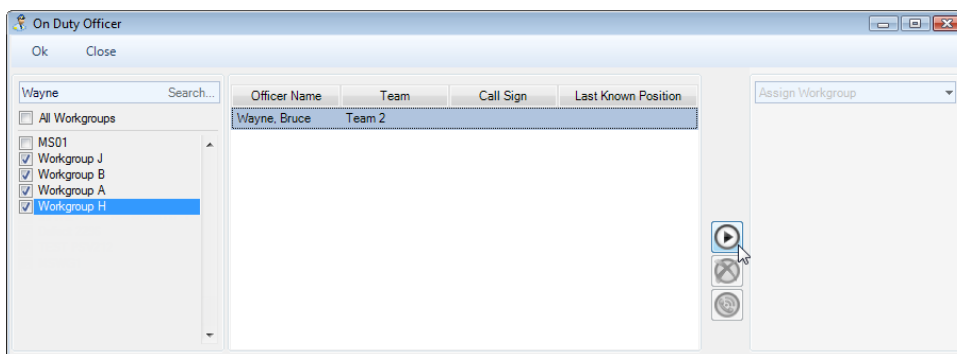 On Duty Officer
Ok Close
Wayne Search...
All Workgroups
MS01
Workgroup J
Workgroup B
Workgroup A
Workgroup H
Officer Name Team Call Sign Last Known Position
Wayne, Bruce Team 2
Assign Workgroup